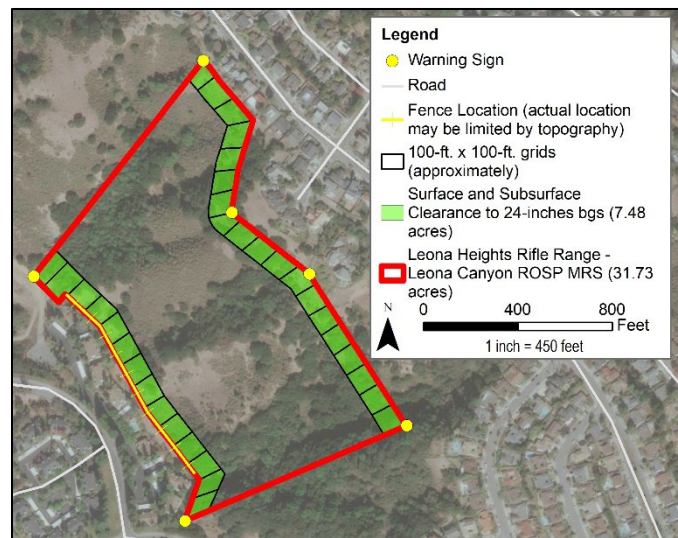 Legend
Warning Sign
Road
Fence Location (actual location
may be limited by topography)
100-ft. x 100-ft. grids
(approximately)
Surface and Subsurface
Clearance to 24-inches bgs (7.48
acres)
Leona Heights Rifle Range -
Leona Canyon ROSP MRS (31.73
acres)
N
0 400 800
Feet
1 inch = 450 feet